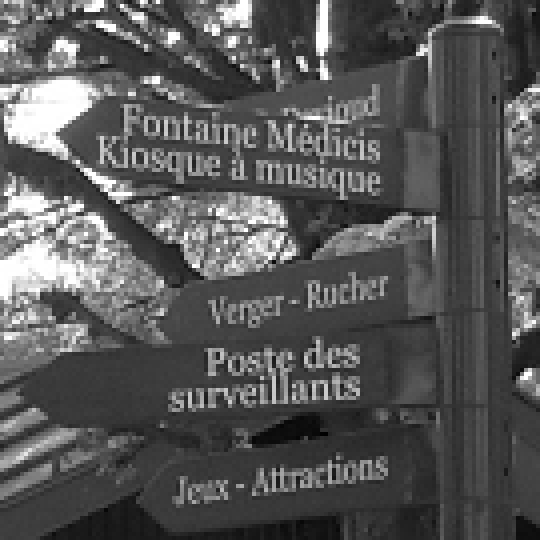 Fontaine Médicis
Kiosque à musique
Verger - Rucher
Poste des
surveillants
Jeux - Attractions